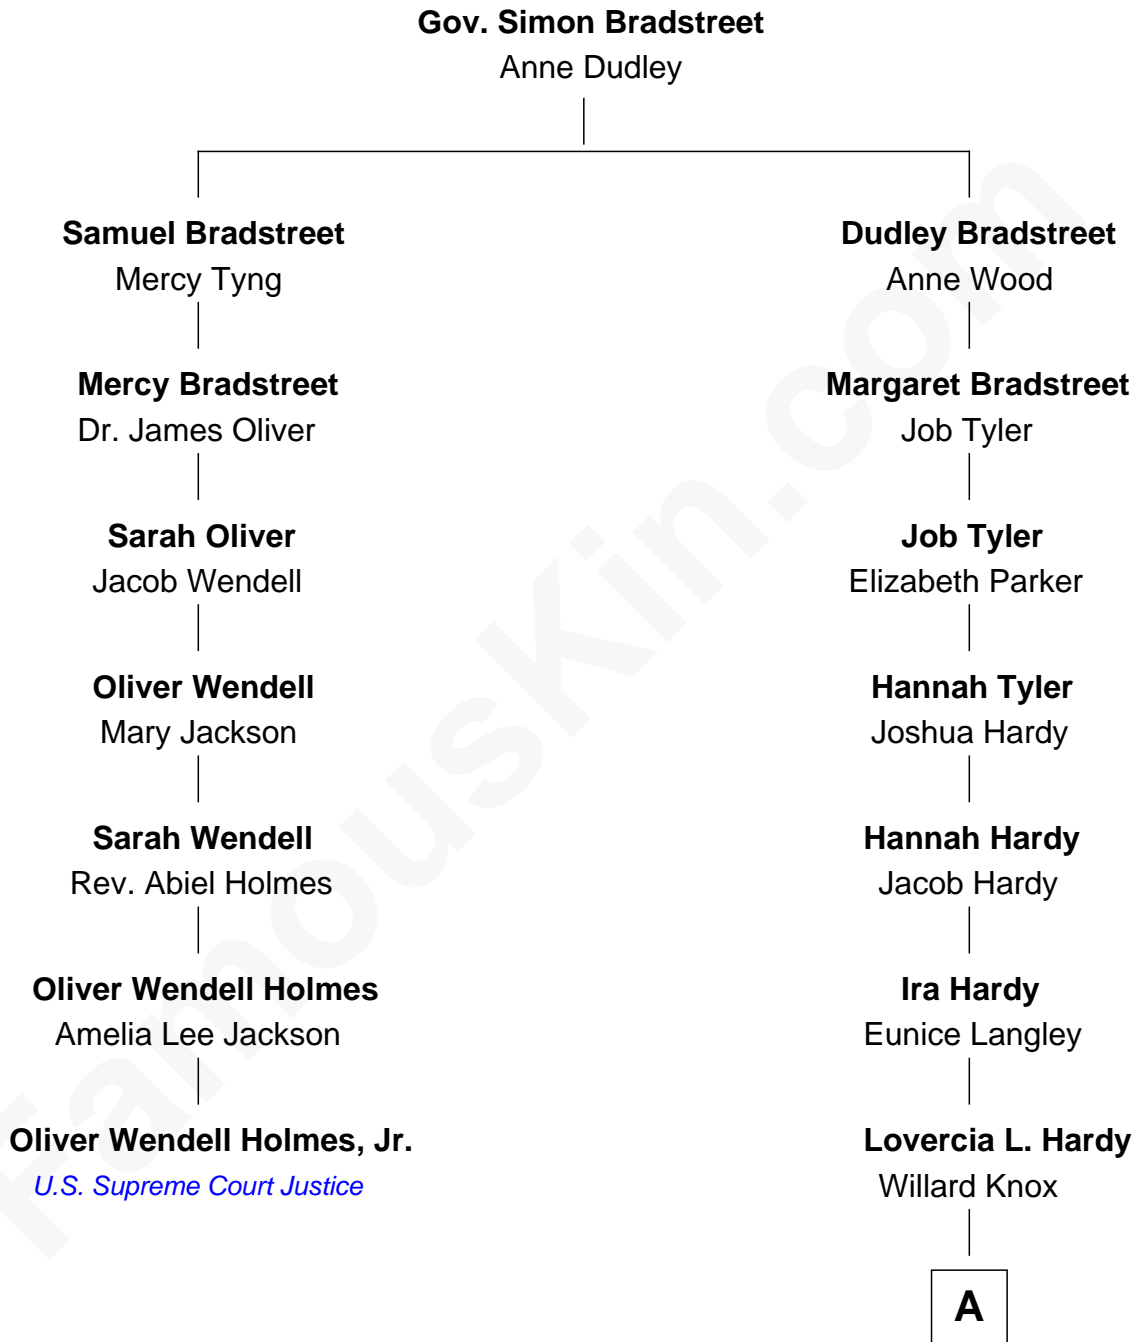 Gov. Simon Bradstreet
Anne Dudley
Samuel Bradstreet
Mercy Tyng
Dudley Bradstreet
Anne Wood
Mercy Bradstreet
Dr. James Oliver
Margaret Bradstreet
Job Tyler
Sarah Oliver
Jacob Wendell
Job Tyler
Elizabeth Parker
Oliver Wendell
Mary Jackson
Hannah Tyler
Joshua Hardy
Sarah Wendell
Rev. Abiel Holmes
Hannah Hardy
Jacob Hardy
Oliver Wendell Holmes
Amelia Lee Jackson
Ira Hardy
Eunice Langley
Oliver Wendell Holmes, Jr.
U.S. Supreme Court Justice
Lovercia L. Hardy
Willard Knox
A
FamousKin.com